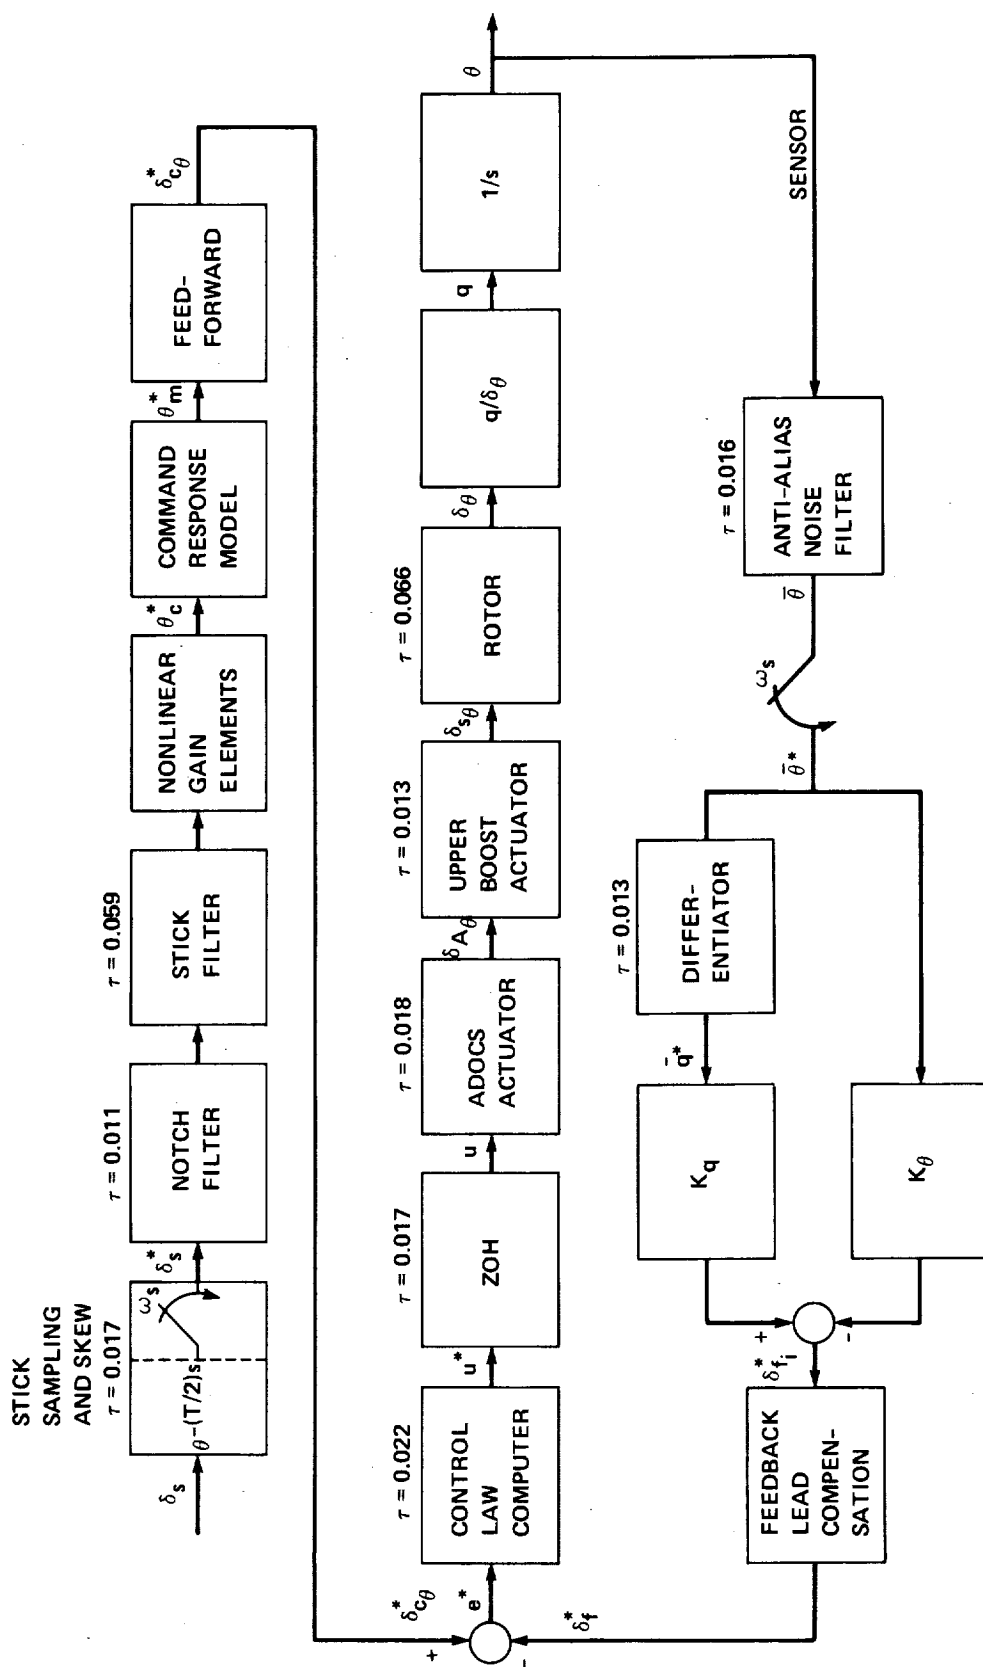 STICK
SAMPLING
AND SKEW
τ = 0.017
δs
θ^-(T/2)s
ωs
δs*
τ = 0.011
NOTCH
FILTER
τ = 0.059
STICK
FILTER
NONLINEAR
GAIN
ELEMENTS
θc*
COMMAND
RESPONSE
MODEL
θm*
FEED-
FORWARD
δcθ*
δcθ*
+
-
e*
τ = 0.022
CONTROL
LAW
COMPUTER
u*
τ = 0.017
ZOH
u
τ = 0.018
ADOCS
ACTUATOR
δAθ
τ = 0.013
UPPER
BOOST
ACTUATOR
δsθ
τ = 0.066
ROTOR
δθ
q/δθ
q
1/s
θ
SENSOR
τ = 0.016
ANTI-ALIAS
NOISE
FILTER
θ̄
ωs
θ̄*
τ = 0.013
DIFFER-
ENTIATOR
q̄*
Kq
Kθ
+
-
δfi*
FEEDBACK
LEAD
COMPEN-
SATION
δf*